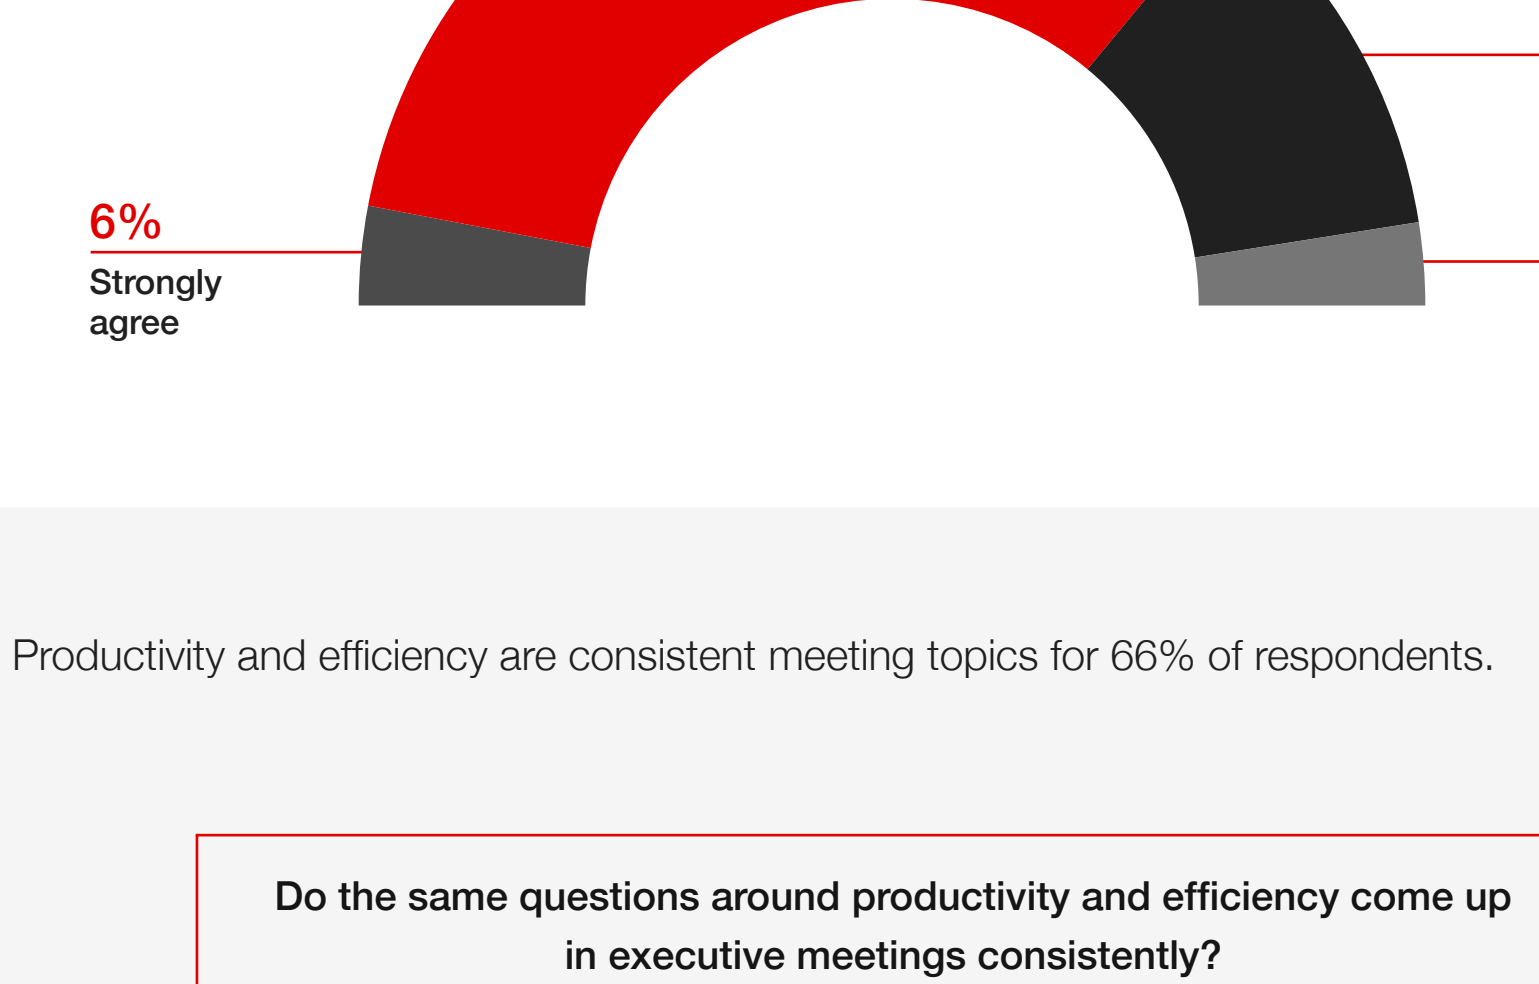 6%
Strongly
agree
Productivity and efficiency are consistent meeting topics for 66% of respondents.
Do the same questions around productivity and efficiency come up
in executive meetings consistently?